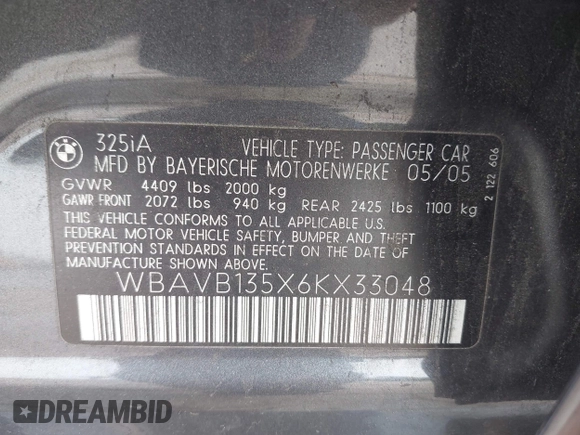 BMW
325iA VEHICLE TYPE: PASSENGER CAR
MFD BY BAYERISCHE MOTORENWERKE 05/05
GVWR 4409 lbs 2000 kg
GAWR FRONT 2072 lbs 940 kg REAR 2425 lbs 1100 kg
THIS VEHICLE CONFORMS TO ALL APPLICABLE U.S.
FEDERAL MOTOR VEHICLE SAFETY, BUMPER AND THEFT
PREVENTION STANDARDS IN EFFECT ON THE DATE OF
MANUFACTURE SHOWN ABOVE.
WBAVB135X6KX33048
2 122 606
DREAMBID